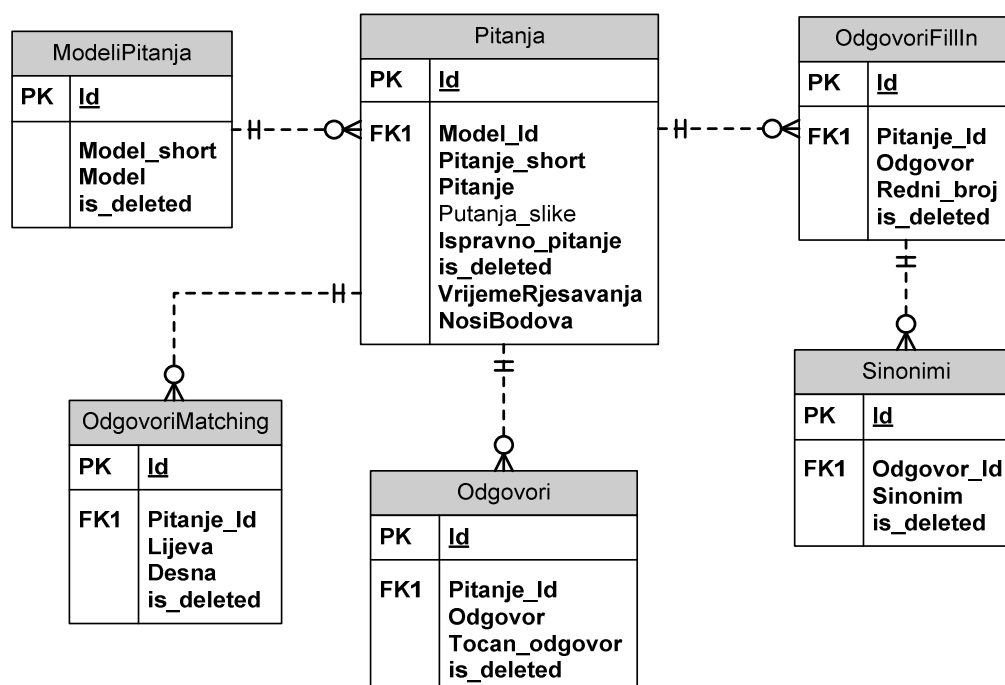 ModeliPitanja
PK Id
Model_short
Model
is_deleted
Pitanja
PK Id
FK1 Model_Id
Pitanje_short
Pitanje
Putanja_slike
Ispravno_pitanje
is_deleted
VrijemeRjesavanja
NosiBodova
OdgovoriFillIn
PK Id
FK1 Pitanje_Id
Odgovor
Redni_broj
is_deleted
OdgovoriMatching
PK Id
FK1 Pitanje_Id
Lijeva
Desna
is_deleted
Odgovori
PK Id
FK1 Pitanje_Id
Odgovor
Tocan_odgovor
is_deleted
Sinonimi
PK Id
FK1 Odgovor_Id
Sinonim
is_deleted